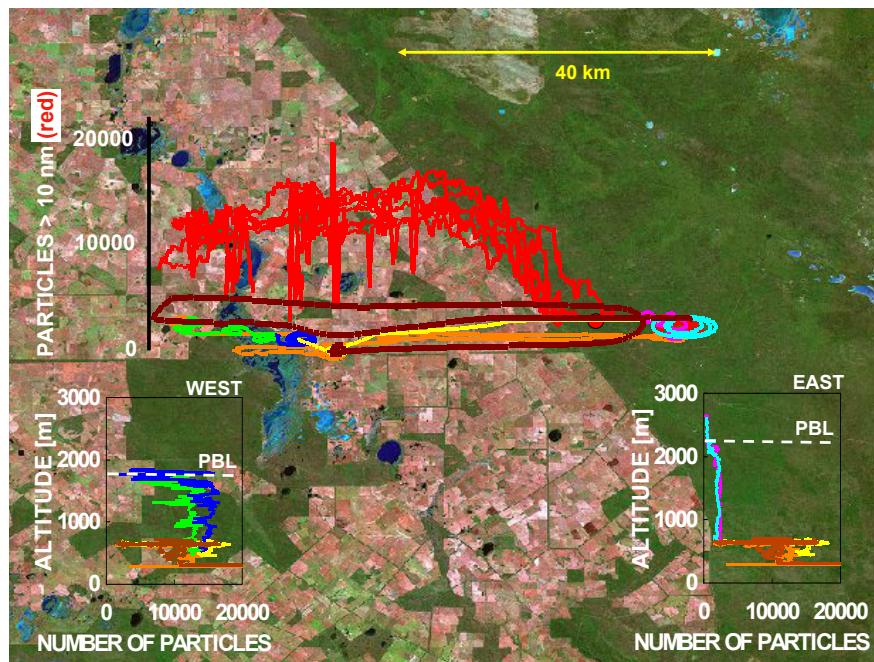 40 km
PARTICLES > 10 nm (red)
20000
10000
0
WEST
ALTITUDE [m]
3000
2000
1000
0
PBL
0 10000 20000
NUMBER OF PARTICLES
EAST
ALTITUDE [m]
3000
2000
1000
0
PBL
0 10000 20000
NUMBER OF PARTICLES